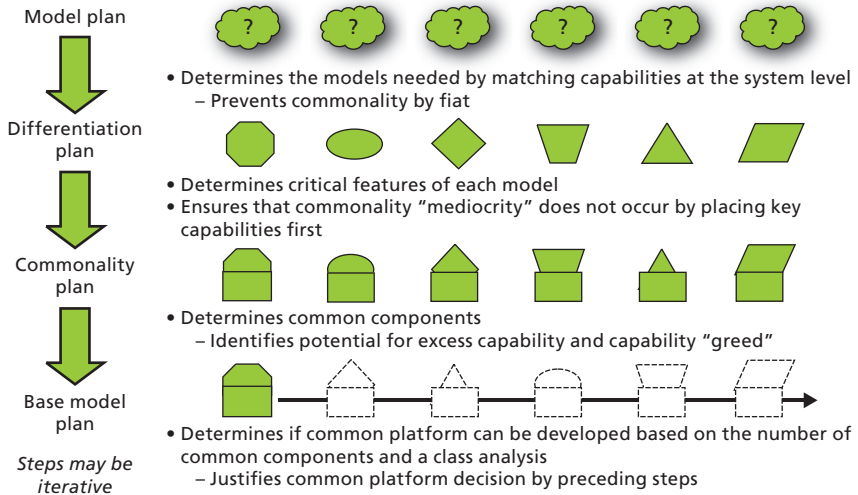 Model plan
? ? ? ? ? ?
• Determines the models needed by matching capabilities at the system level
– Prevents commonality by fiat
Differentiation
plan
• Determines critical features of each model
• Ensures that commonality “mediocrity” does not occur by placing key
capabilities first
Commonality
plan
• Determines common components
– Identifies potential for excess capability and capability “greed”
Base model
plan
• Determines if common platform can be developed based on the number of
common components and a class analysis
– Justifies common platform decision by preceding steps
Steps may be
iterative